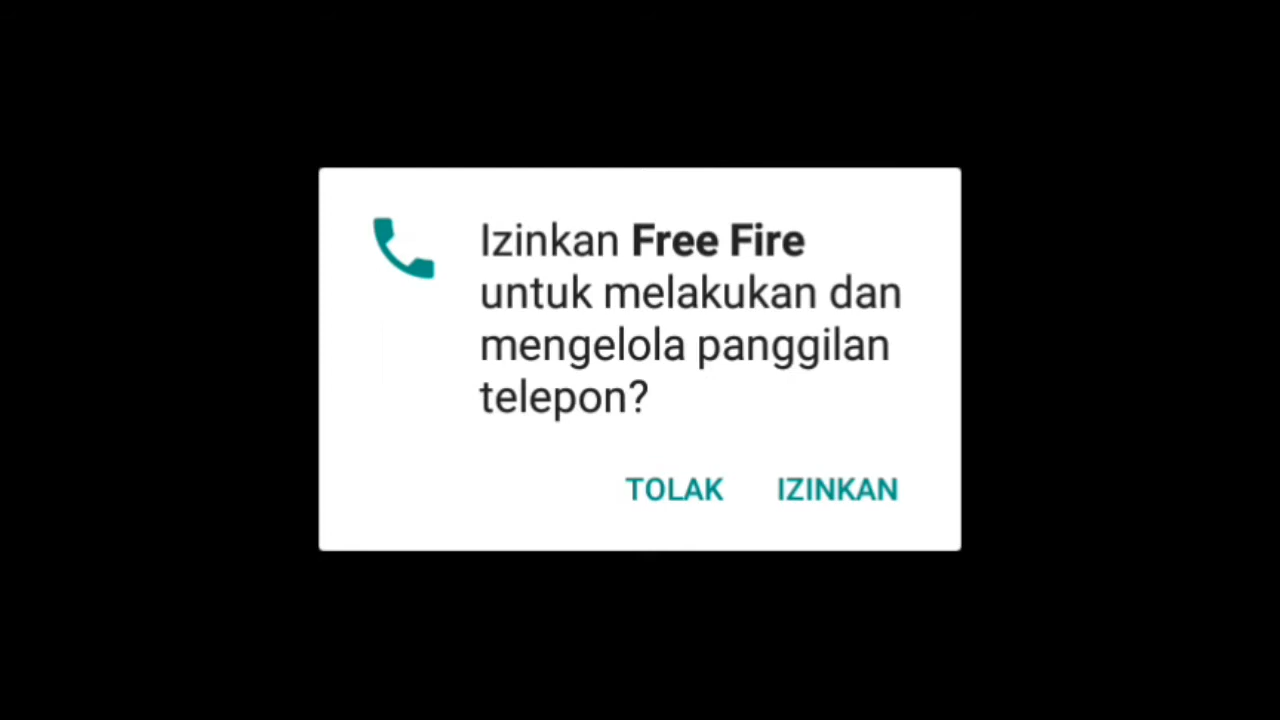 Izinkan Free Fire
untuk melakukan dan
mengelola panggilan
telepon?
TOLAK IZINKAN